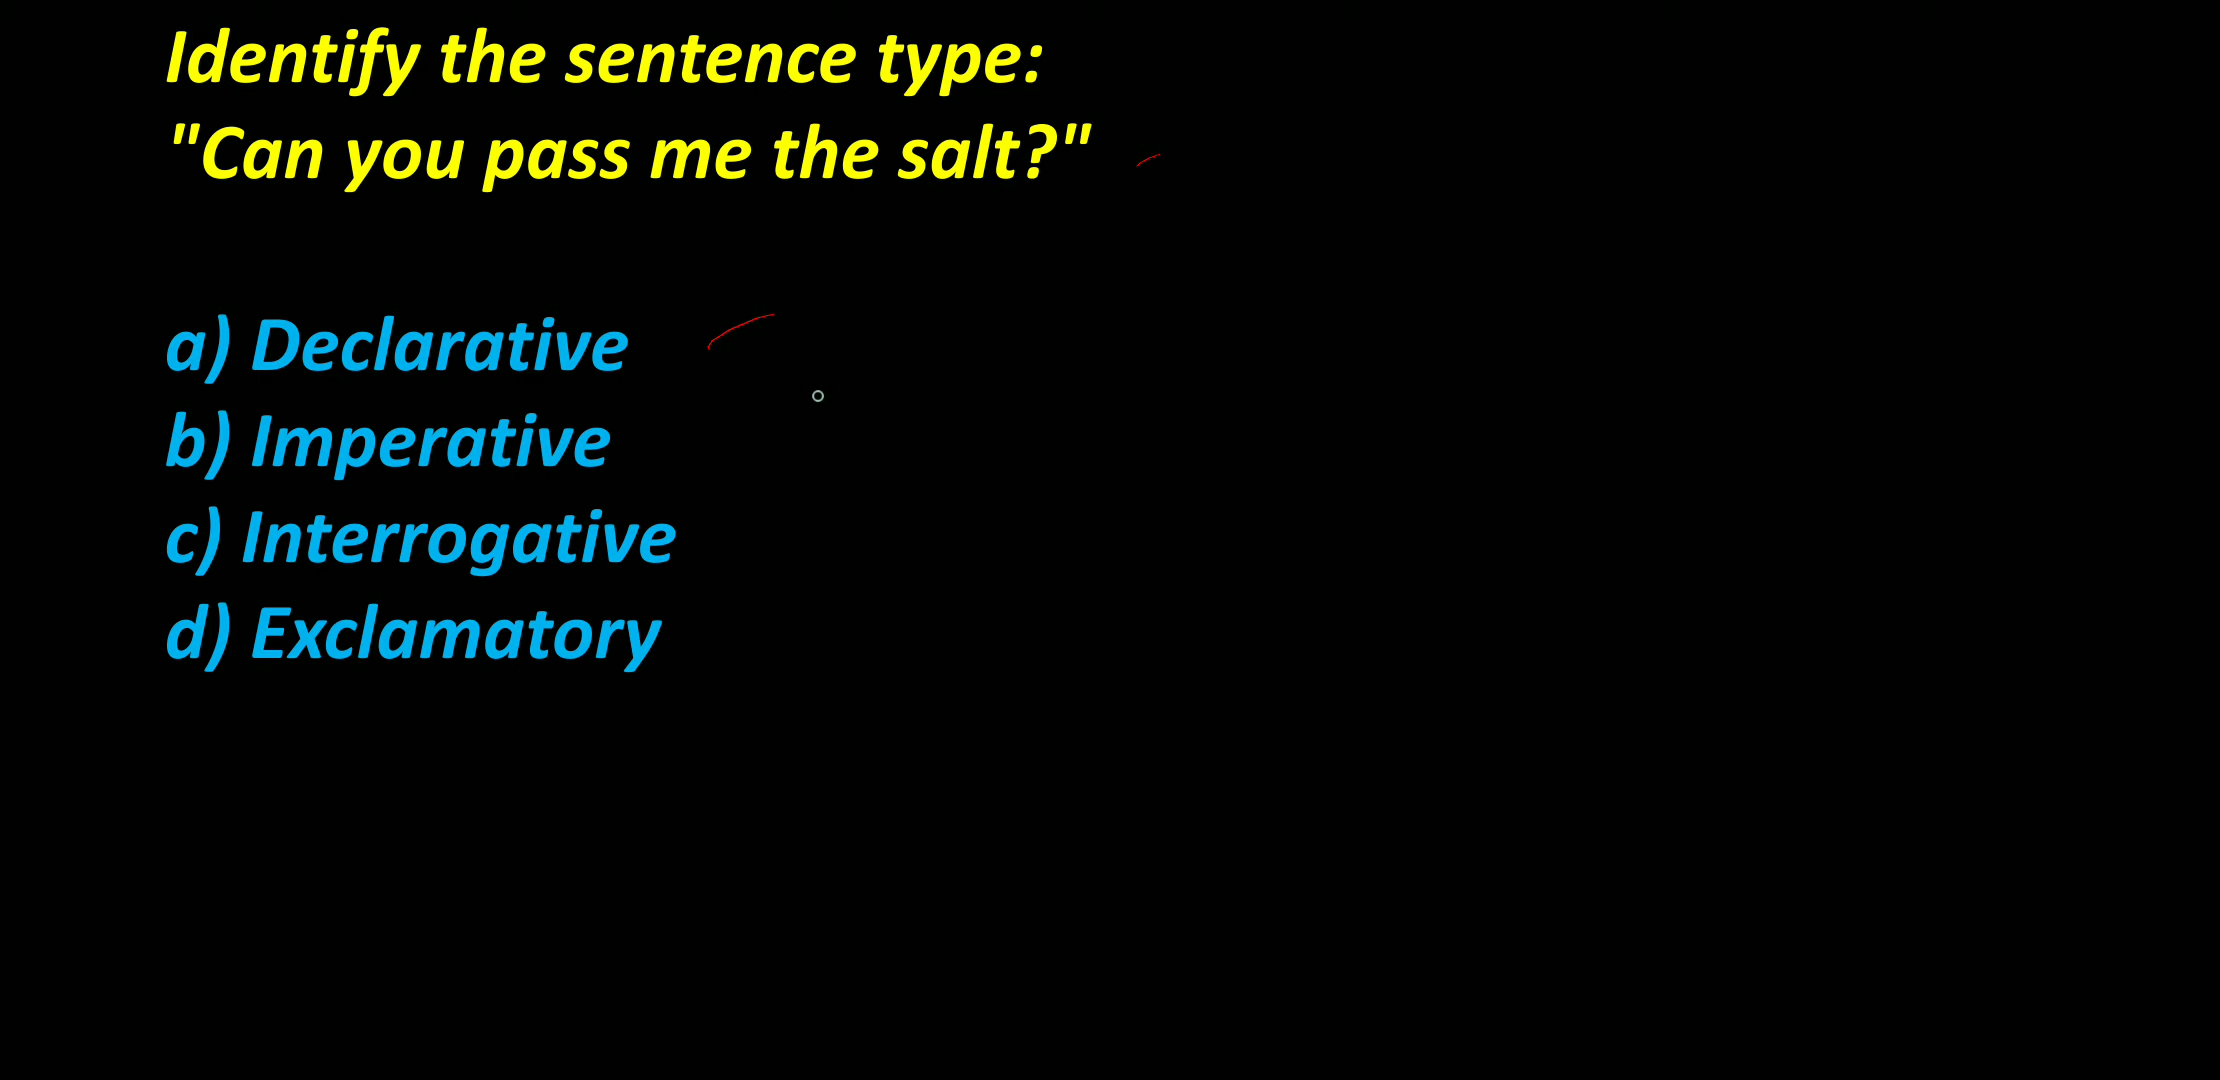 Identify the sentence type:
"Can you pass me the salt?"
a) Declarative
b) Imperative
c) Interrogative
d) Exclamatory